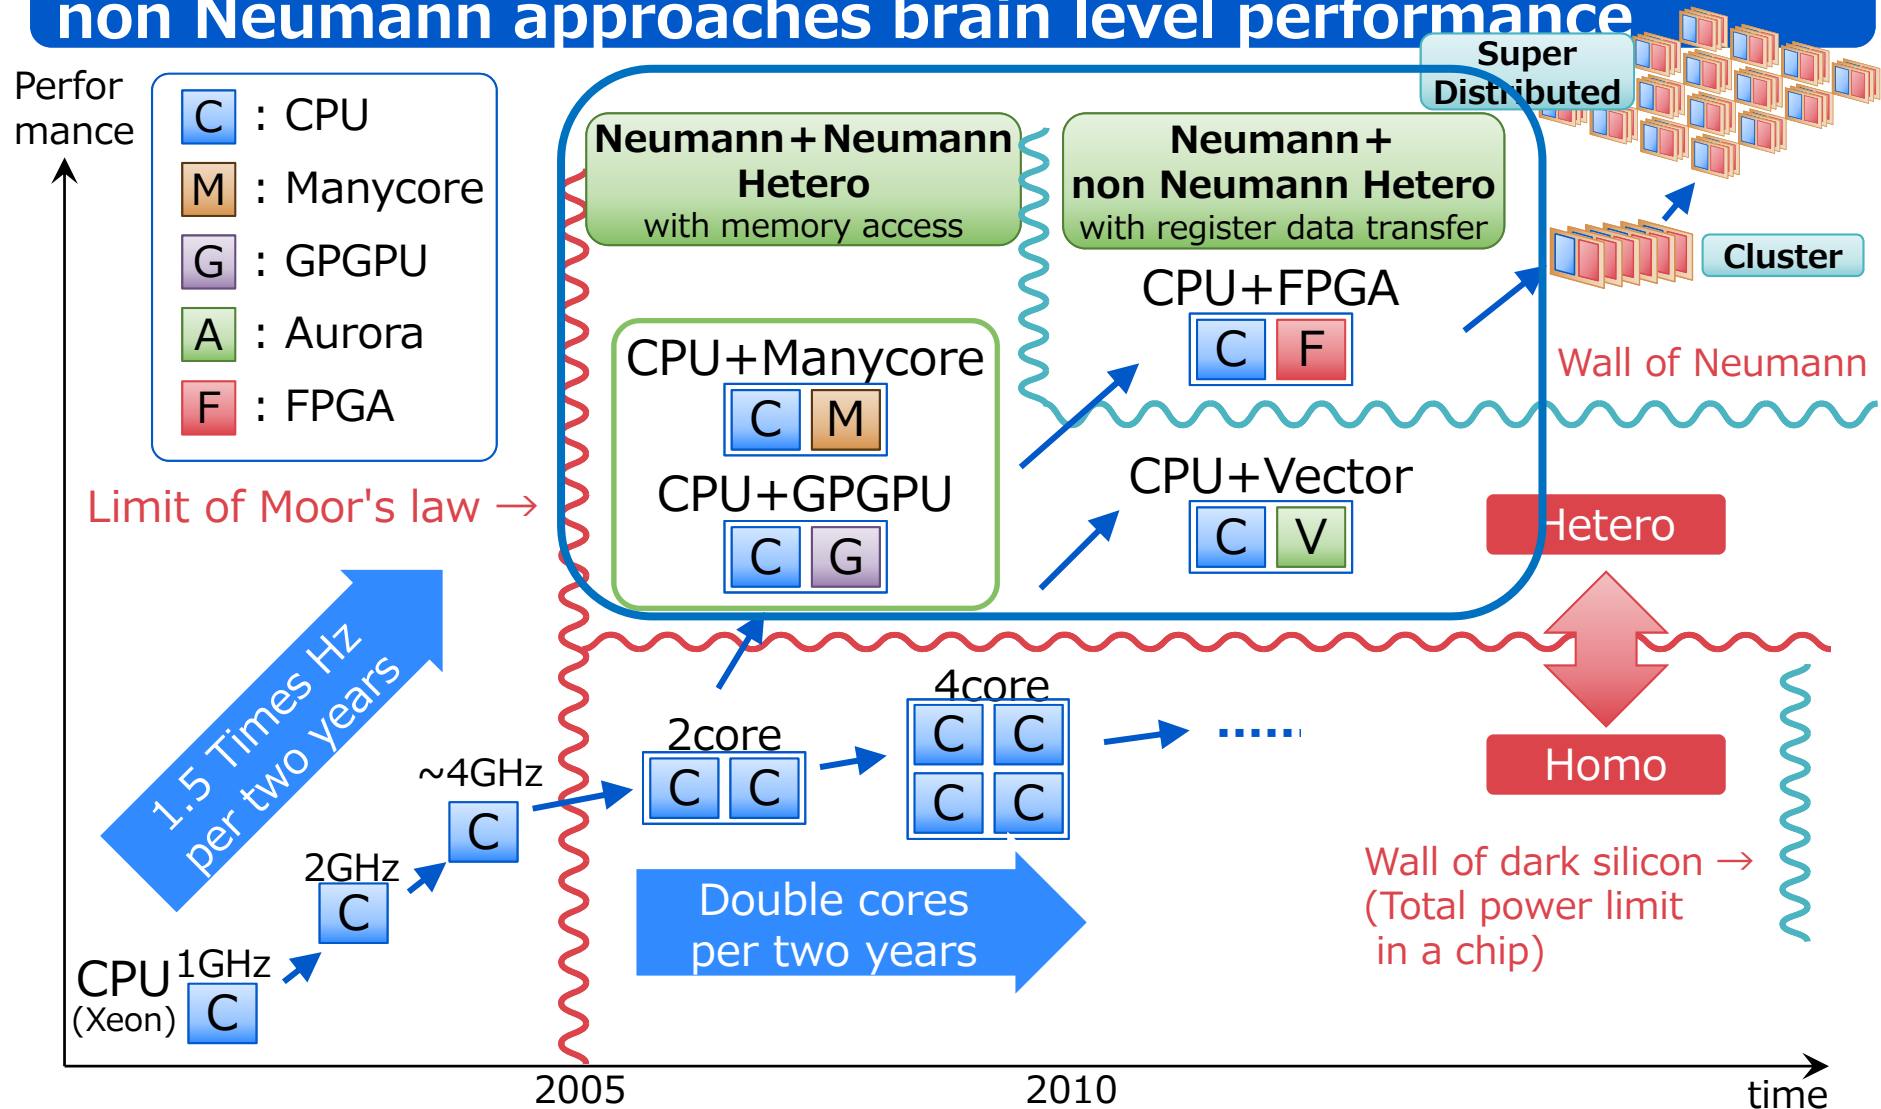 non Neumann approaches brain level performance
Super
Distributed
Perfor
mance
C : CPU
M : Manycore
G : GPGPU
A : Aurora
F : FPGA
Neumann+Neumann
Hetero
with memory access
Neumann+
non Neumann Hetero
with register data transfer
Cluster
CPU+FPGA
C F
Wall of Neumann
CPU+Manycore
C M
CPU+GPGPU
C G
CPU+Vector
C V
Limit of Moor's law →
Hetero
Homo
1.5 Times Hz
per two years
4core
C C
C C
2core
C C
......
~4GHz
C
2GHz
C
1GHz
CPU
(Xeon)
C
Double cores
per two years
Wall of dark silicon →
(Total power limit
in a chip)
2005
2010
time